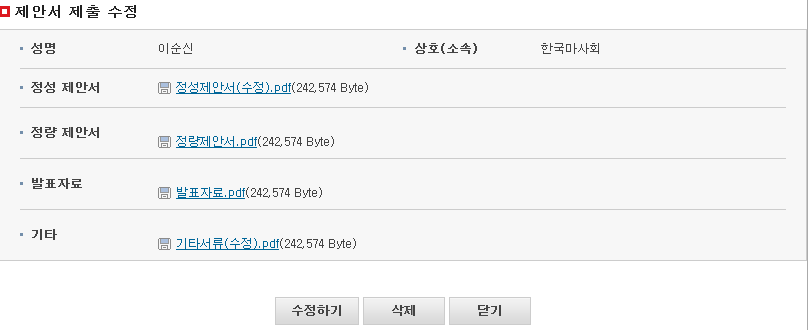 제안서 제출 수정
성명 이순신 상호(소속) 한국마사회
정성 제안서 정성제안서(수정).pdf(242,574 Byte)
정량 제안서 정량제안서.pdf(242,574 Byte)
발표자료 발표자료.pdf(242,574 Byte)
기타 기타서류(수정).pdf(242,574 Byte)
수정하기 삭제 닫기